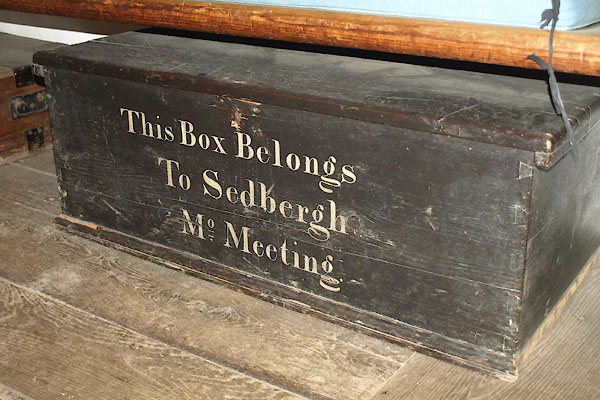 This Box Belongs
To Sedbergh
Mº Meeting.